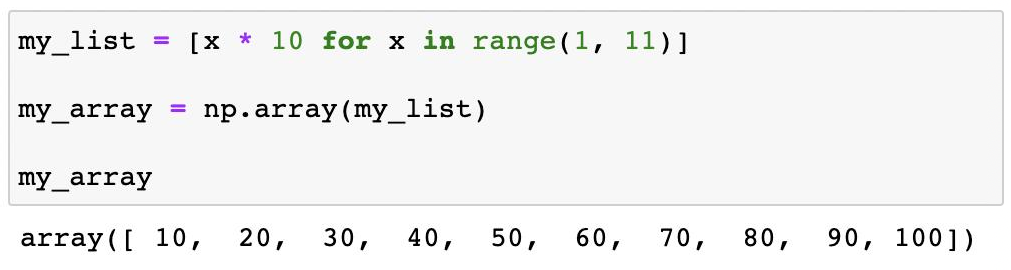 my_list = [x * 10 for x in range(1, 11)]
my_array = np.array(my_list)
my_array
array([ 10,  20,  30,  40,  50,  60,  70,  80,  90, 100])